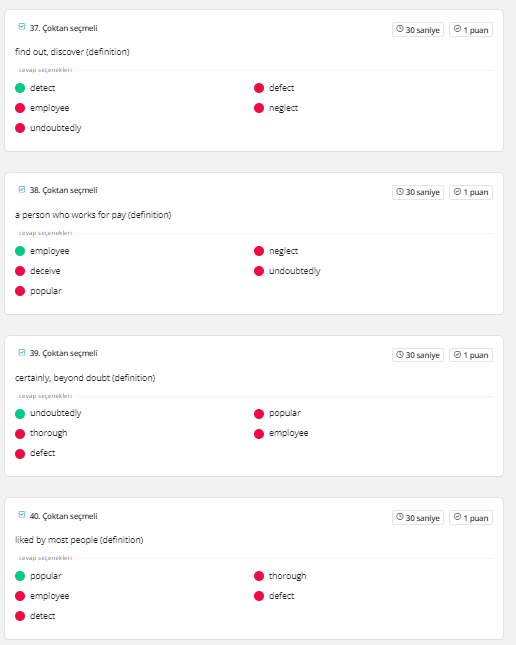 37. Çoktan seçmeli
30 saniye
1 puan
find out, discover (definition)
cevap seçenekleri
detect
defect
employee
neglect
undoubtedly
38. Çoktan seçmeli
30 saniye
1 puan
a person who works for pay (definition)
cevap seçenekleri
employee
neglect
deceive
undoubtedly
popular
39. Çoktan seçmeli
30 saniye
1 puan
certainly, beyond doubt (definition)
cevap seçenekleri
undoubtedly
popular
thorough
employee
defect
40. Çoktan seçmeli
30 saniye
1 puan
liked by most people (definition)
cevap seçenekleri
popular
thorough
employee
defect
detect